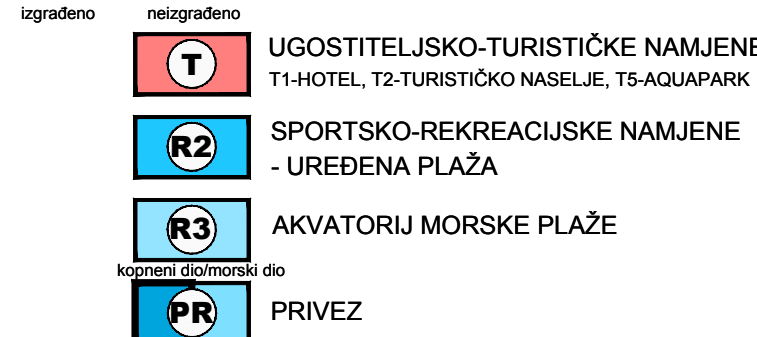 izgrađeno neizgrađeno
T UGOSTITELJSKO-TURISTIČKE NAMJENE
T1-HOTEL, T2-TURISTIČKO NASELJE, T5-AQUAPARK
R2 SPORTSKO-REKREACIJSKE NAMJENE
- UREĐENA PLAŽA
R3 AKVATORIJ MORSKE PLAŽE
kopneni dio/morski dio
PR PRIVEZ